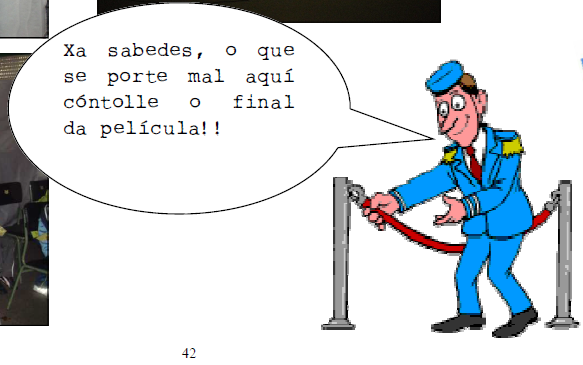 Xa sabedes, o que
se porte mal aquí
cóntolle o final
da película!!
42